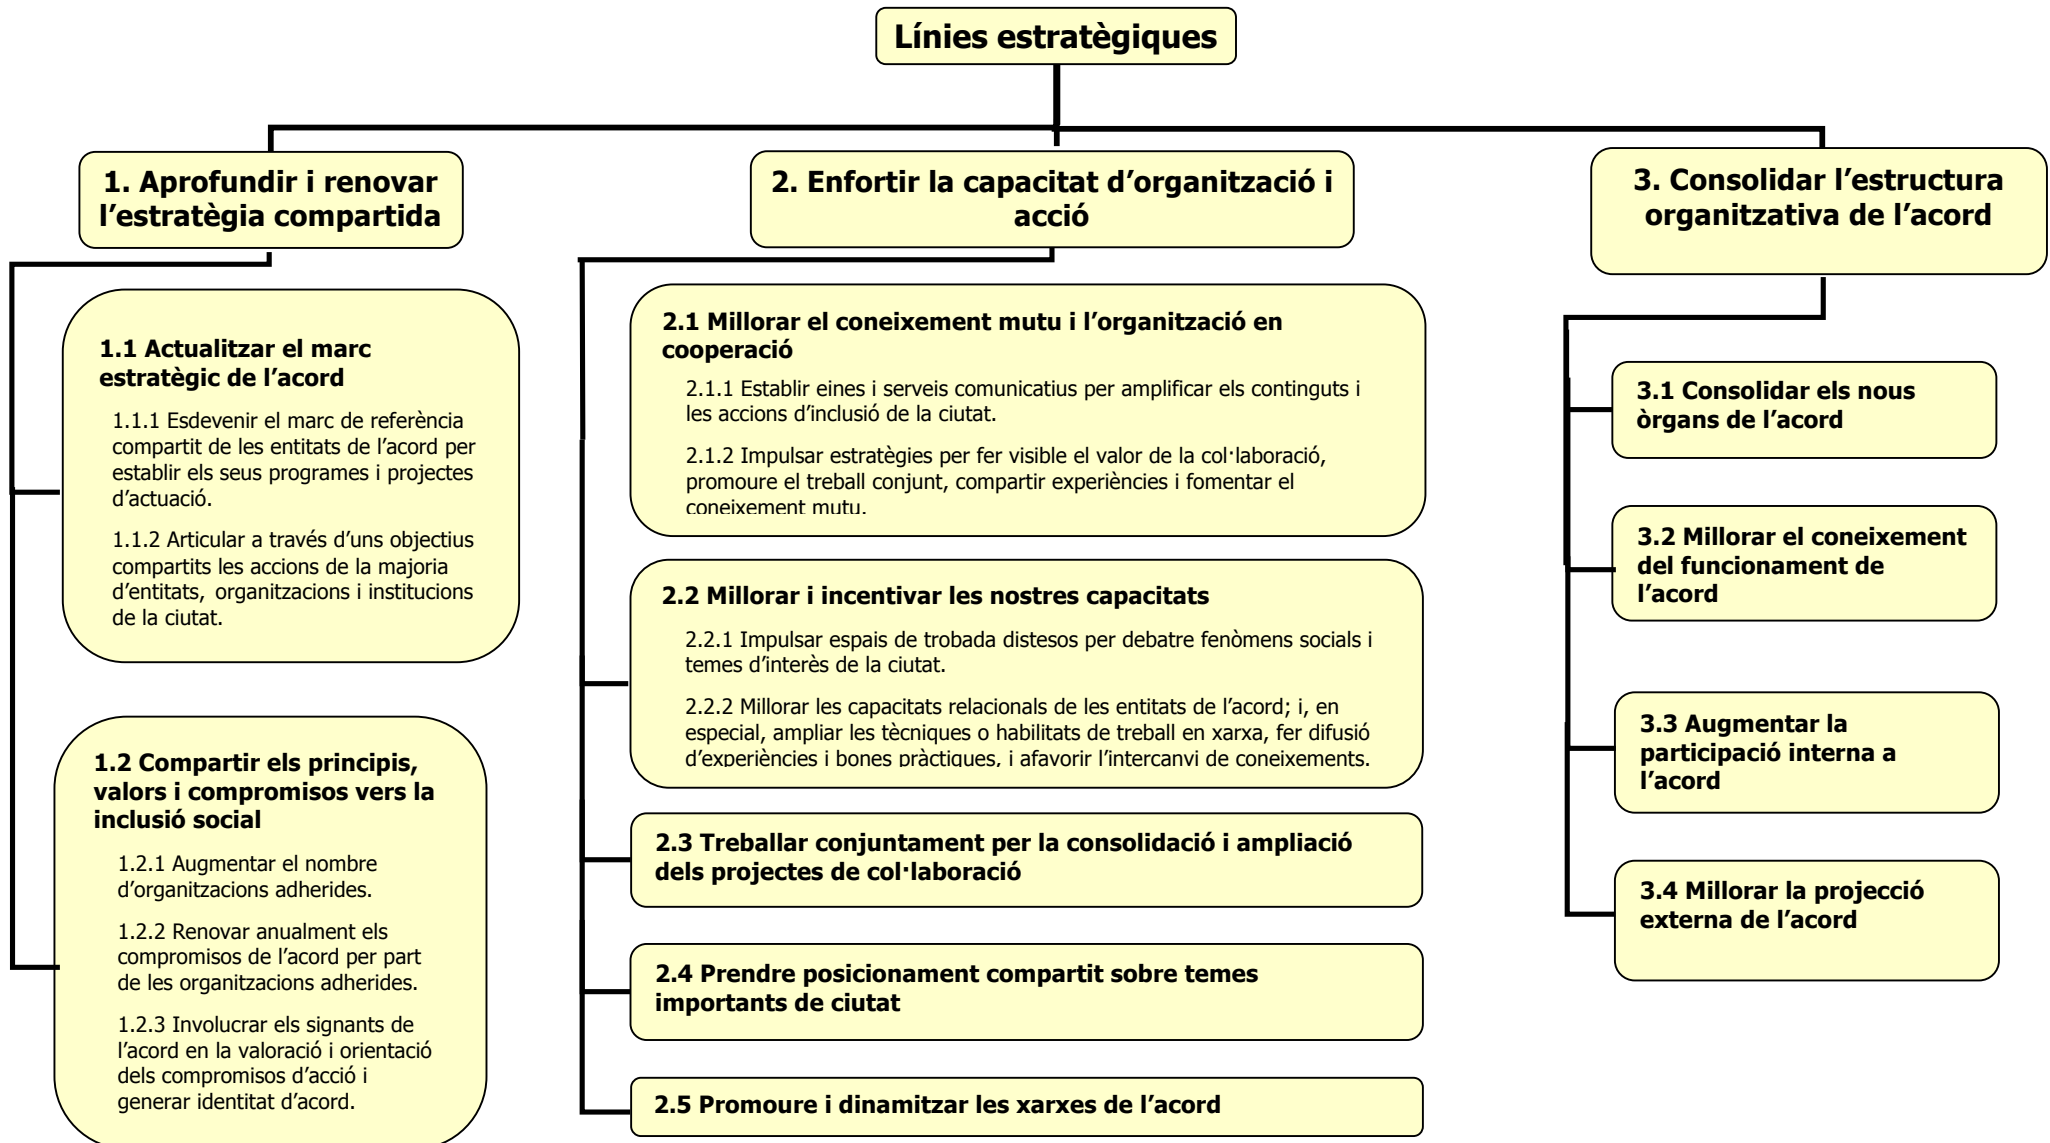 Línies estratègiques
1. Aprofundir i renovar
l’estratègia compartida
2. Enfortir la capacitat d’organització i
acció
3. Consolidar l’estructura
organitzativa de l’acord
1.1 Actualitzar el marc
estratègic de l’acord
1.1.1 Esdevenir el marc de referència
compartit de les entitats de l’acord per
establir els seus programes i projectes
d’actuació.
1.1.2 Articular a través d’uns objectius
compartits les accions de la majoria
d’entitats, organitzacions i institucions
de la ciutat.
1.2 Compartir els principis,
valors i compromisos vers la
inclusió social
1.2.1 Augmentar el nombre
d’organitzacions adherides.
1.2.2 Renovar anualment els
compromisos de l’acord per part
de les organitzacions adherides.
1.2.3 Involucrar els signants de
l’acord en la valoració i orientació
dels compromisos d’acció i
generar identitat d’acord.
2.1 Millorar el coneixement mutu i l’organització en
cooperació
2.1.1 Establir eines i serveis comunicatius per amplificar els continguts i
les accions d’inclusió de la ciutat.
2.1.2 Impulsar estratègies per fer visible el valor de la col·laboració,
promoure el treball conjunt, compartir experiències i fomentar el
coneixement mutu.
2.2 Millorar i incentivar les nostres capacitats
2.2.1 Impulsar espais de trobada distesos per debatre fenòmens socials i
temes d’interès de la ciutat.
2.2.2 Millorar les capacitats relacionals de les entitats de l’acord; i, en
especial, ampliar les tècniques o habilitats de treball en xarxa, fer difusió
d’experiències i bones pràctiques, i afavorir l’intercanvi de coneixements.
2.3 Treballar conjuntament per la consolidació i ampliació
dels projectes de col·laboració
2.4 Prendre posicionament compartit sobre temes
importants de ciutat
2.5 Promoure i dinamitzar les xarxes de l’acord
3.1 Consolidar els nous
òrgans de l’acord
3.2 Millorar el coneixement
del funcionament de
l’acord
3.3 Augmentar la
participació interna a
l’acord
3.4 Millorar la projecció
externa de l’acord